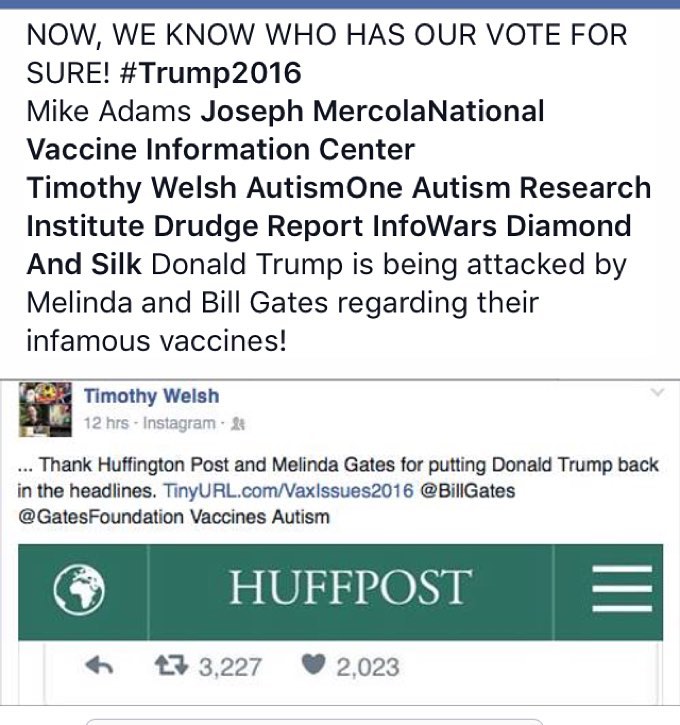 NOW, WE KNOW WHO HAS OUR VOTE FOR
SURE! #Trump2016
Mike Adams Joseph MercolaNational
Vaccine Information Center
Timothy Welsh AutismOne Autism Research
Institute Drudge Report InfoWars Diamond
And Silk Donald Trump is being attacked by
Melinda and Bill Gates regarding their
infamous vaccines!
Timothy Welsh
12 hrs · Instagram ·
... Thank Huffington Post and Melinda Gates for putting Donald Trump back
in the headlines. TinyURL.com/VaxIssues2016 @BillGates
@GatesFoundation Vaccines Autism
HUFFPOST
3,227 2,023